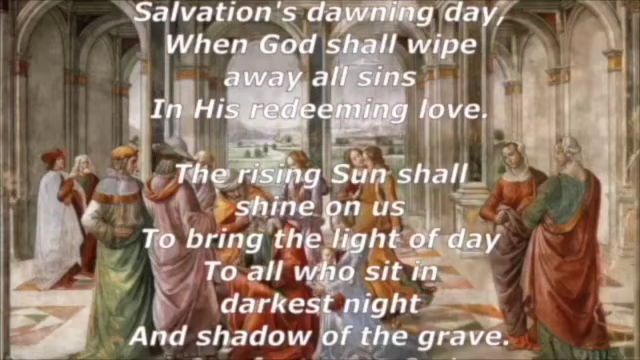 Salvation's dawning day,
When God shall wipe
away all sins
In His redeeming love.
The rising Sun shall
shine on us
To bring the light of day
To all who sit in
darkest night
And shadow of the grave.